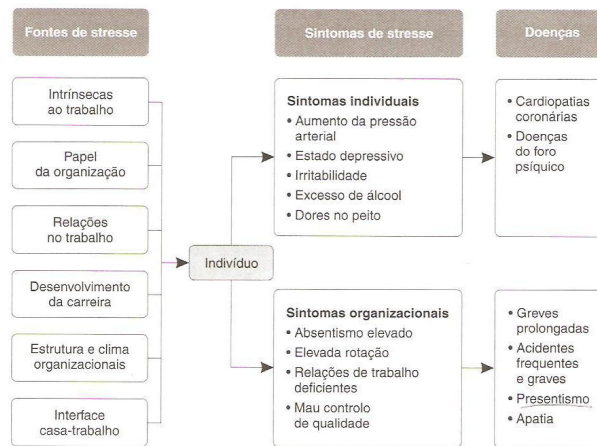 Fontes de stresse
Sintomas de stresse
Doenças
Intrínsecas
ao trabalho
Papel
da organização
Relações
no trabalho
Desenvolvimento
da carreira
Estrutura e clima
organizacionais
Interface
casa-trabalho
Indivíduo
Sintomas individuais
• Aumento da pressão
arterial
• Estado depressivo
• Irritabilidade
• Excesso de álcool
• Dores no peito
• Cardiopatias
coronárias
• Doenças
do foro
psíquico
Sintomas organizacionais
• Absentismo elevado
• Elevada rotação
• Relações de trabalho
deficientes
• Mau controlo
de qualidade
• Greves
prolongadas
• Acidentes
frequentes
e graves
• Presentismo
• Apatia